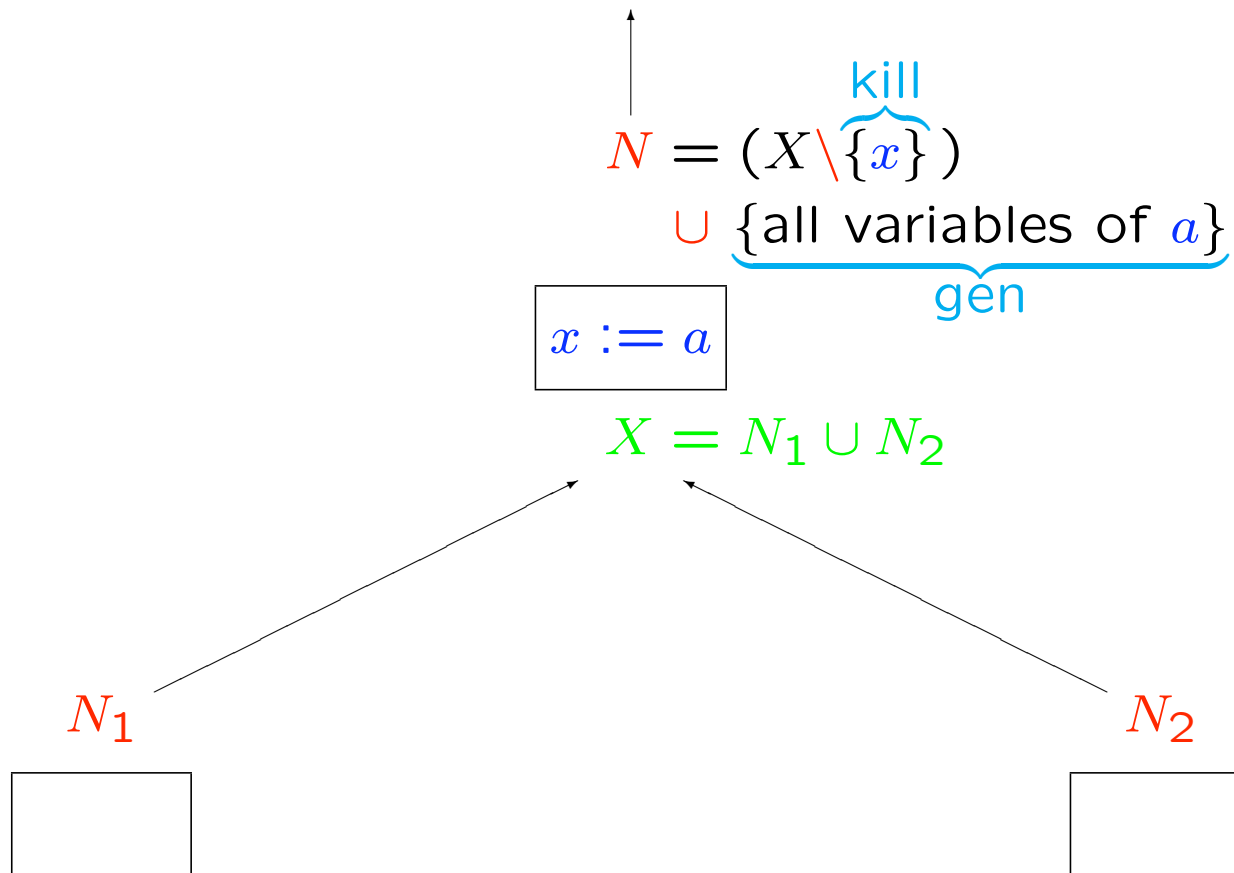 kill
N = (X\{x} )
∪ {all variables of a}
gen
x := a
X = N₁ ∪ N₂
N₁
N₂